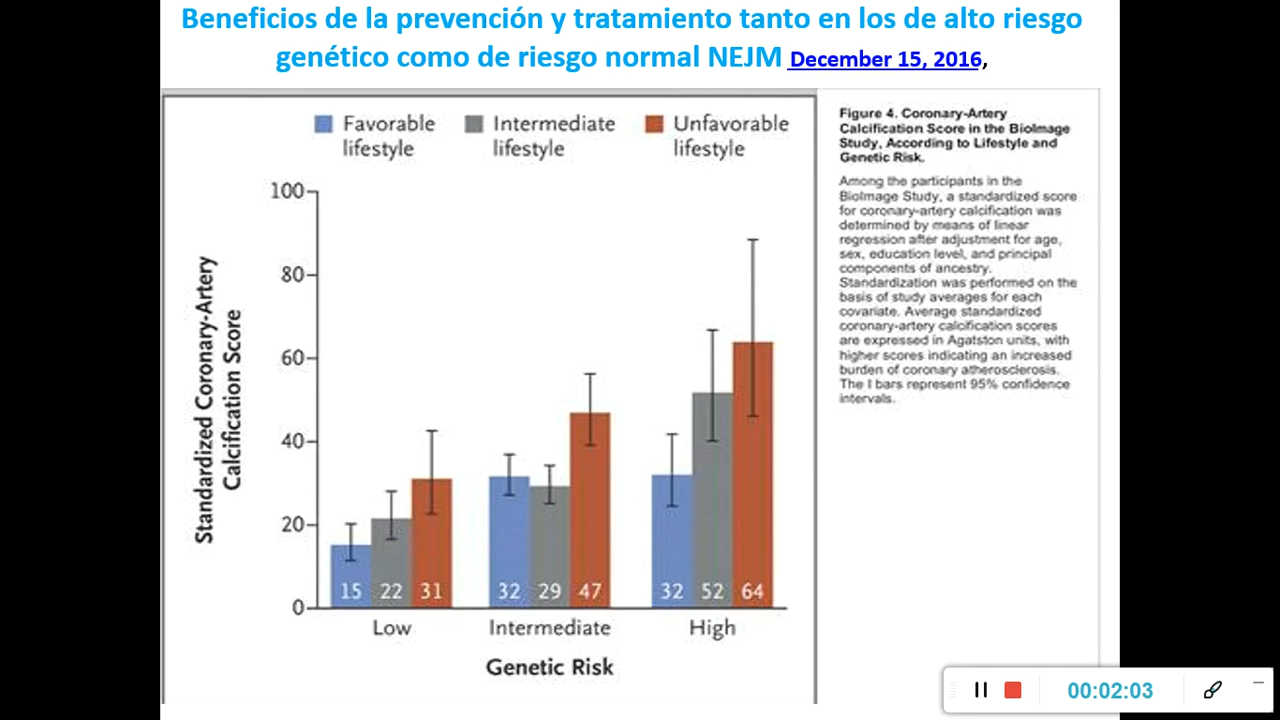 Beneficios de la prevención y tratamiento tanto en los de alto riesgo
genético como de riesgo normal NEJM December 15, 2016,
Favorable
lifestyle
Intermediate
lifestyle
Unfavorable
lifestyle
Standardized Coronary-Artery
Calcification Score
100
80
60
40
20
0
15 22 31
32 29 47
32 52 64
Low Intermediate High
Genetic Risk
Figure 4. Coronary-Artery
Calcification Score in the BioImage
Study, According to Lifestyle and
Genetic Risk.
Among the participants in the
BioImage Study, a standardized score
for coronary-artery calcification was
determined by means of linear
regression after adjustment for age,
sex, education level, and principal
components of ancestry.
Standardization was performed on the
basis of study averages for each
covariate. Average standardized
coronary-artery calcification scores
are expressed in Agatston units, with
higher scores indicating an increased
burden of coronary atherosclerosis.
The I bars represent 95% confidence
intervals.
00:02:03